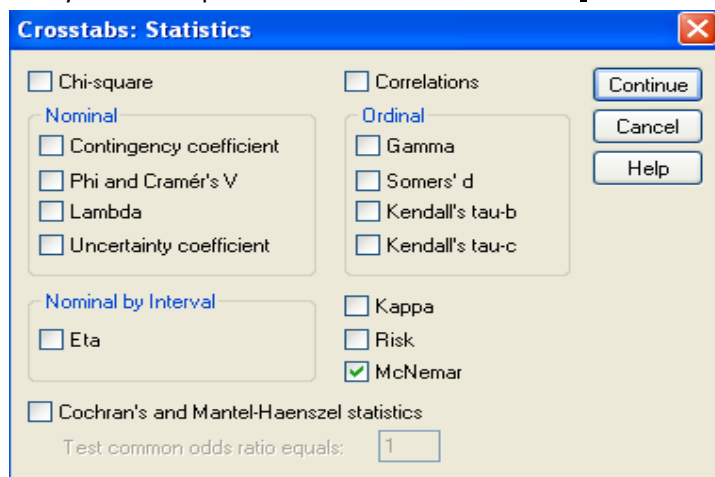 Crosstabs: Statistics
Chi-square
Correlations
Continue
Nominal
Ordinal
Cancel
Contingency coefficient
Gamma
Help
Phi and Cramér's V
Somers' d
Lambda
Kendall's tau-b
Uncertainty coefficient
Kendall's tau-c
Nominal by Interval
Kappa
Eta
Risk
McNemar
Cochran's and Mantel-Haenszel statistics
Test common odds ratio equals: 1